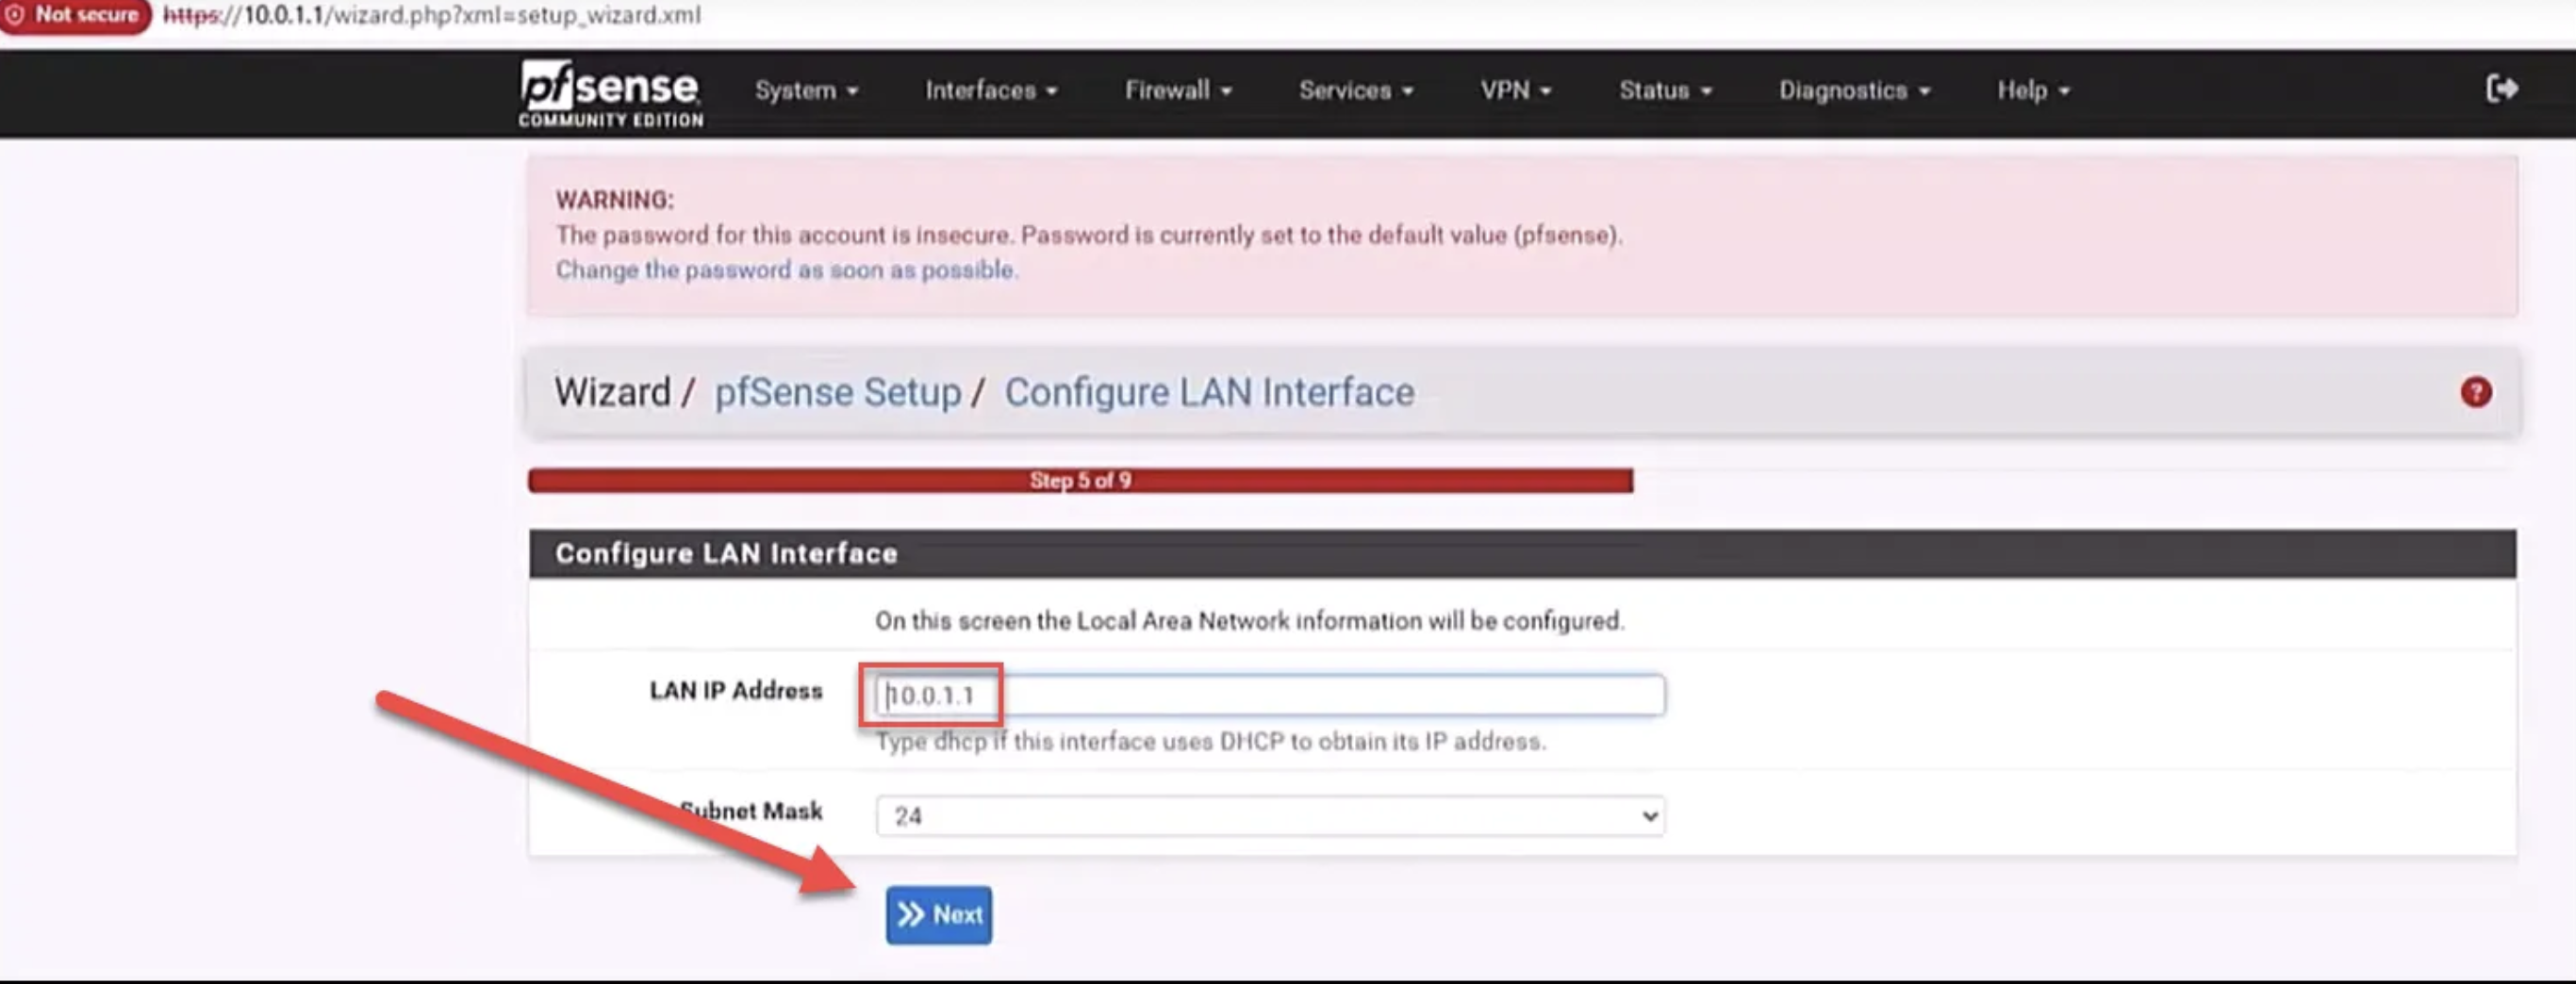 Not secure https://10.0.1.1/wizard.php?xml=setup_wizard.xml
pfsense System Interfaces Firewall Services VPN Status Diagnostics Help
COMMUNITY EDITION
WARNING:
The password for this account is insecure. Password is currently set to the default value (pfsense).
Change the password as soon as possible.
Wizard / pfSense Setup / Configure LAN Interface
?
Step 5 of 9
Configure LAN Interface
On this screen the Local Area Network information will be configured.
LAN IP Address 10.0.1.1
Type dhcp if this interface uses DHCP to obtain its IP address.
Subnet Mask 24
Next